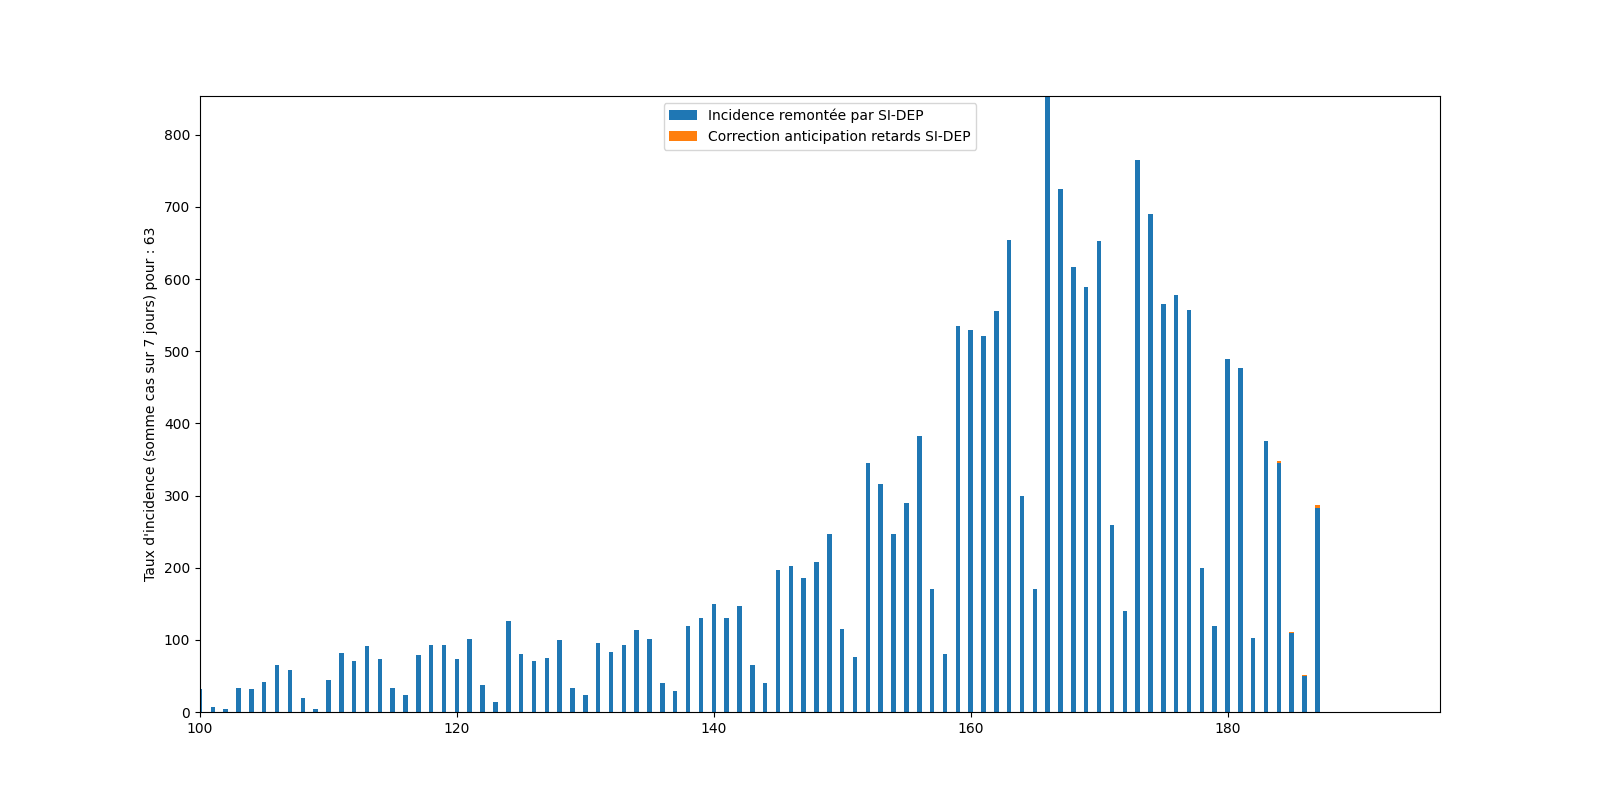 Incidence remontée par SI-DEP
Correction anticipation retards SI-DEP
Taux d'incidence (somme cas sur 7 jours) pour : 63
800
700
600
500
400
300
200
100
0
100 120 140 160 180